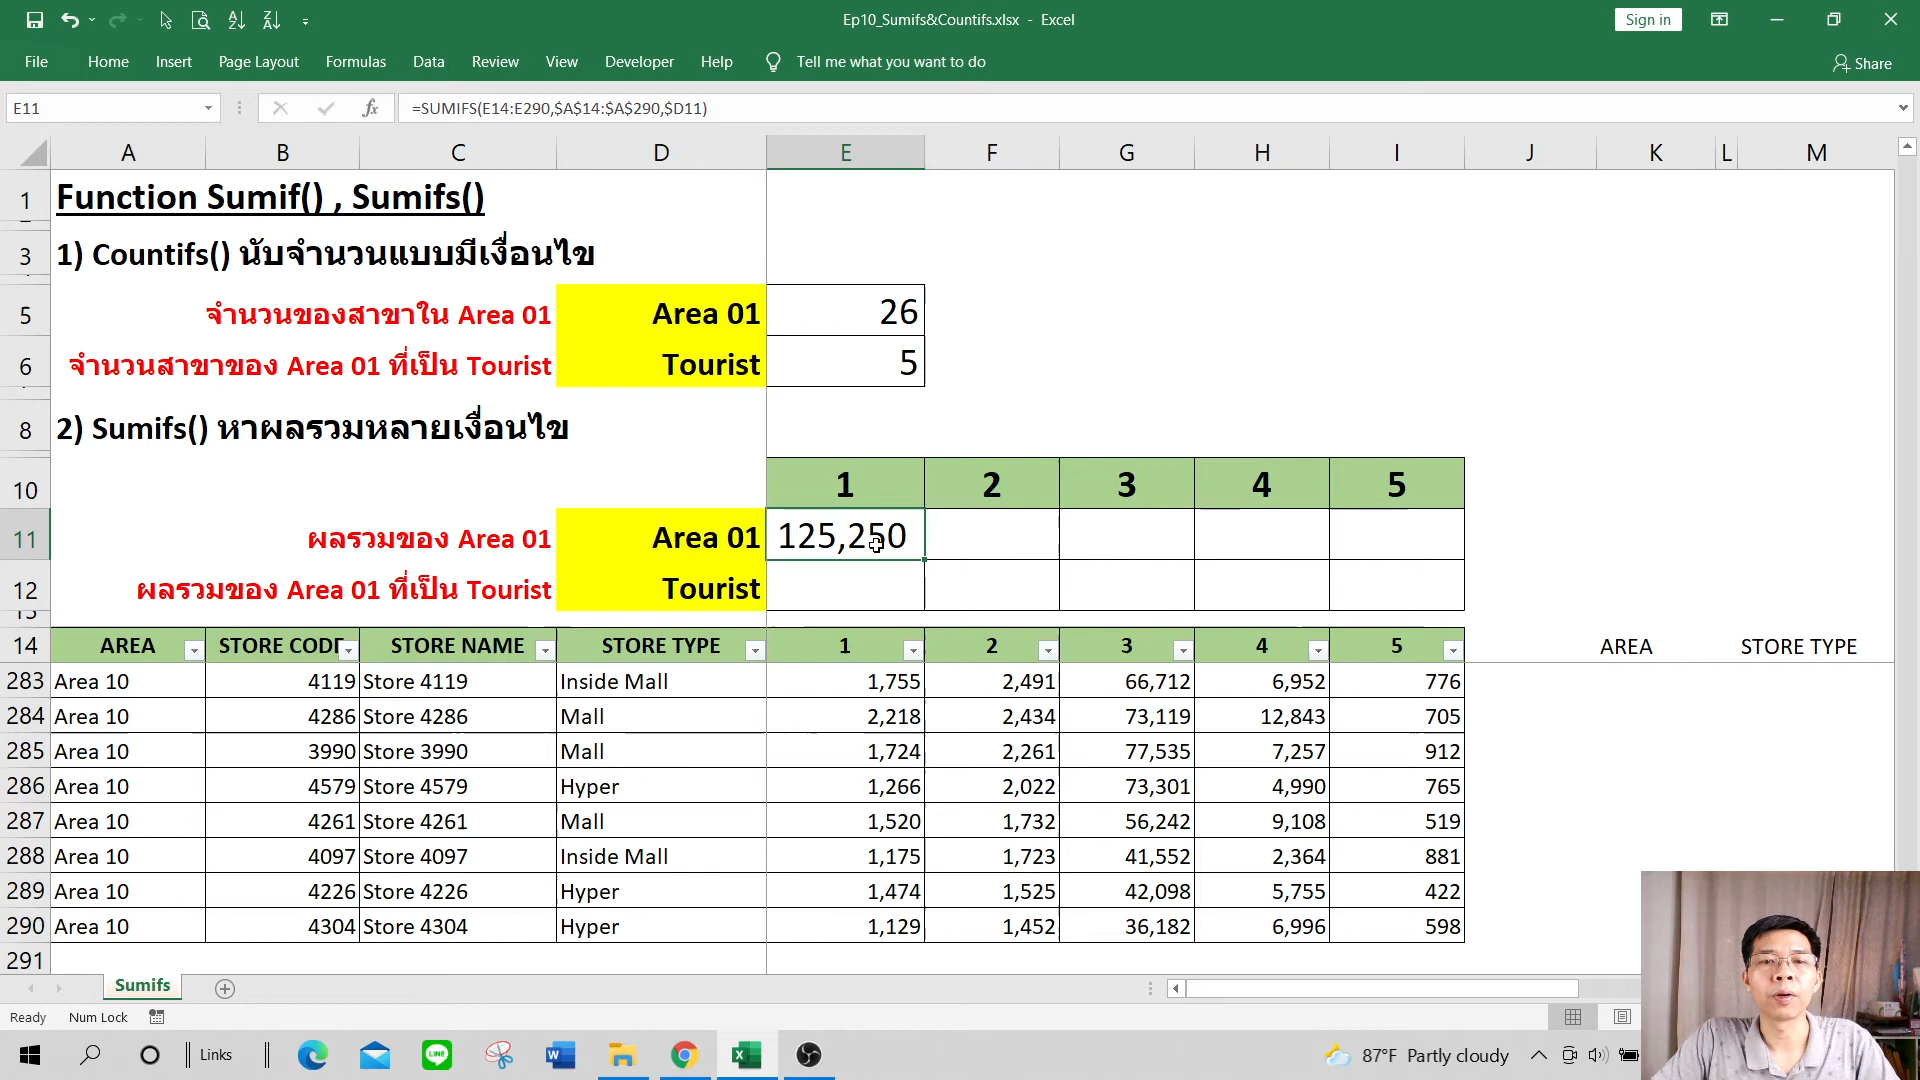 Ep10_Sumifs&Countifs.xlsx - Excel
Sign in
File Home Insert Page Layout Formulas Data Review View Developer Help Tell me what you want to do Share
E11 fx =SUMIFS(E14:E290,$A$14:$A$290,$D11)
A B C D E F G H I J K L M
1 Function Sumif() , Sumifs()
3 1) Countifs() นับจำนวนแบบมีเงื่อนไข
5 จำนวนของสาขาใน Area 01 Area 01 26
6 จำนวนสาขาของ Area 01 ที่เป็น Tourist Tourist 5
8 2) Sumifs() หาผลรวมหลายเงื่อนไข
10 1 2 3 4 5
11 ผลรวมของ Area 01 Area 01 125,250
12 ผลรวมของ Area 01 ที่เป็น Tourist Tourist
13
14 AREA STORE CODE STORE NAME STORE TYPE 1 2 3 4 5 AREA STORE TYPE
283 Area 10 4119 Store 4119 Inside Mall 1,755 2,491 66,712 6,952 776
284 Area 10 4286 Store 4286 Mall 2,218 2,434 73,119 12,843 705
285 Area 10 3990 Store 3990 Mall 1,724 2,261 77,535 7,257 912
286 Area 10 4579 Store 4579 Hyper 1,266 2,022 73,301 4,990 765
287 Area 10 4261 Store 4261 Mall 1,520 1,732 56,242 9,108 519
288 Area 10 4097 Store 4097 Inside Mall 1,175 1,723 41,552 2,364 881
289 Area 10 4226 Store 4226 Hyper 1,474 1,525 42,098 5,755 422
290 Area 10 4304 Store 4304 Hyper 1,129 1,452 36,182 6,996 598
291
Sumifs
Ready Num Lock
Links 87°F Partly cloudy